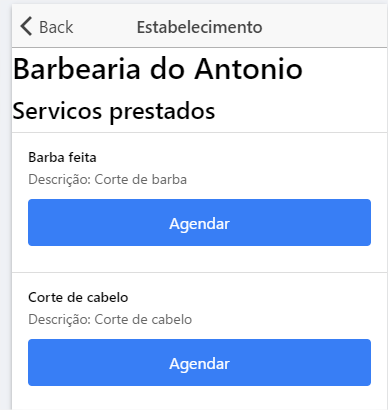 Back
Estabelecimento
Barbearia do Antonio
Servicos prestados
Barba feita
Descrição: Corte de barba
Agendar
Corte de cabelo
Descrição: Corte de cabelo
Agendar